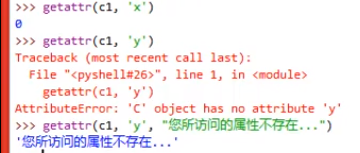 >>> getattr(c1, 'x')
0
>>> getattr(c1, 'y')
Traceback (most recent call last):
  File "<pyshell#26>", line 1, in <module>
    getattr(c1, 'y')
AttributeError: 'C' object has no attribute 'y'
>>> getattr(c1, 'y', "您所访问的属性不存在...")
'您所访问的属性不存在...'